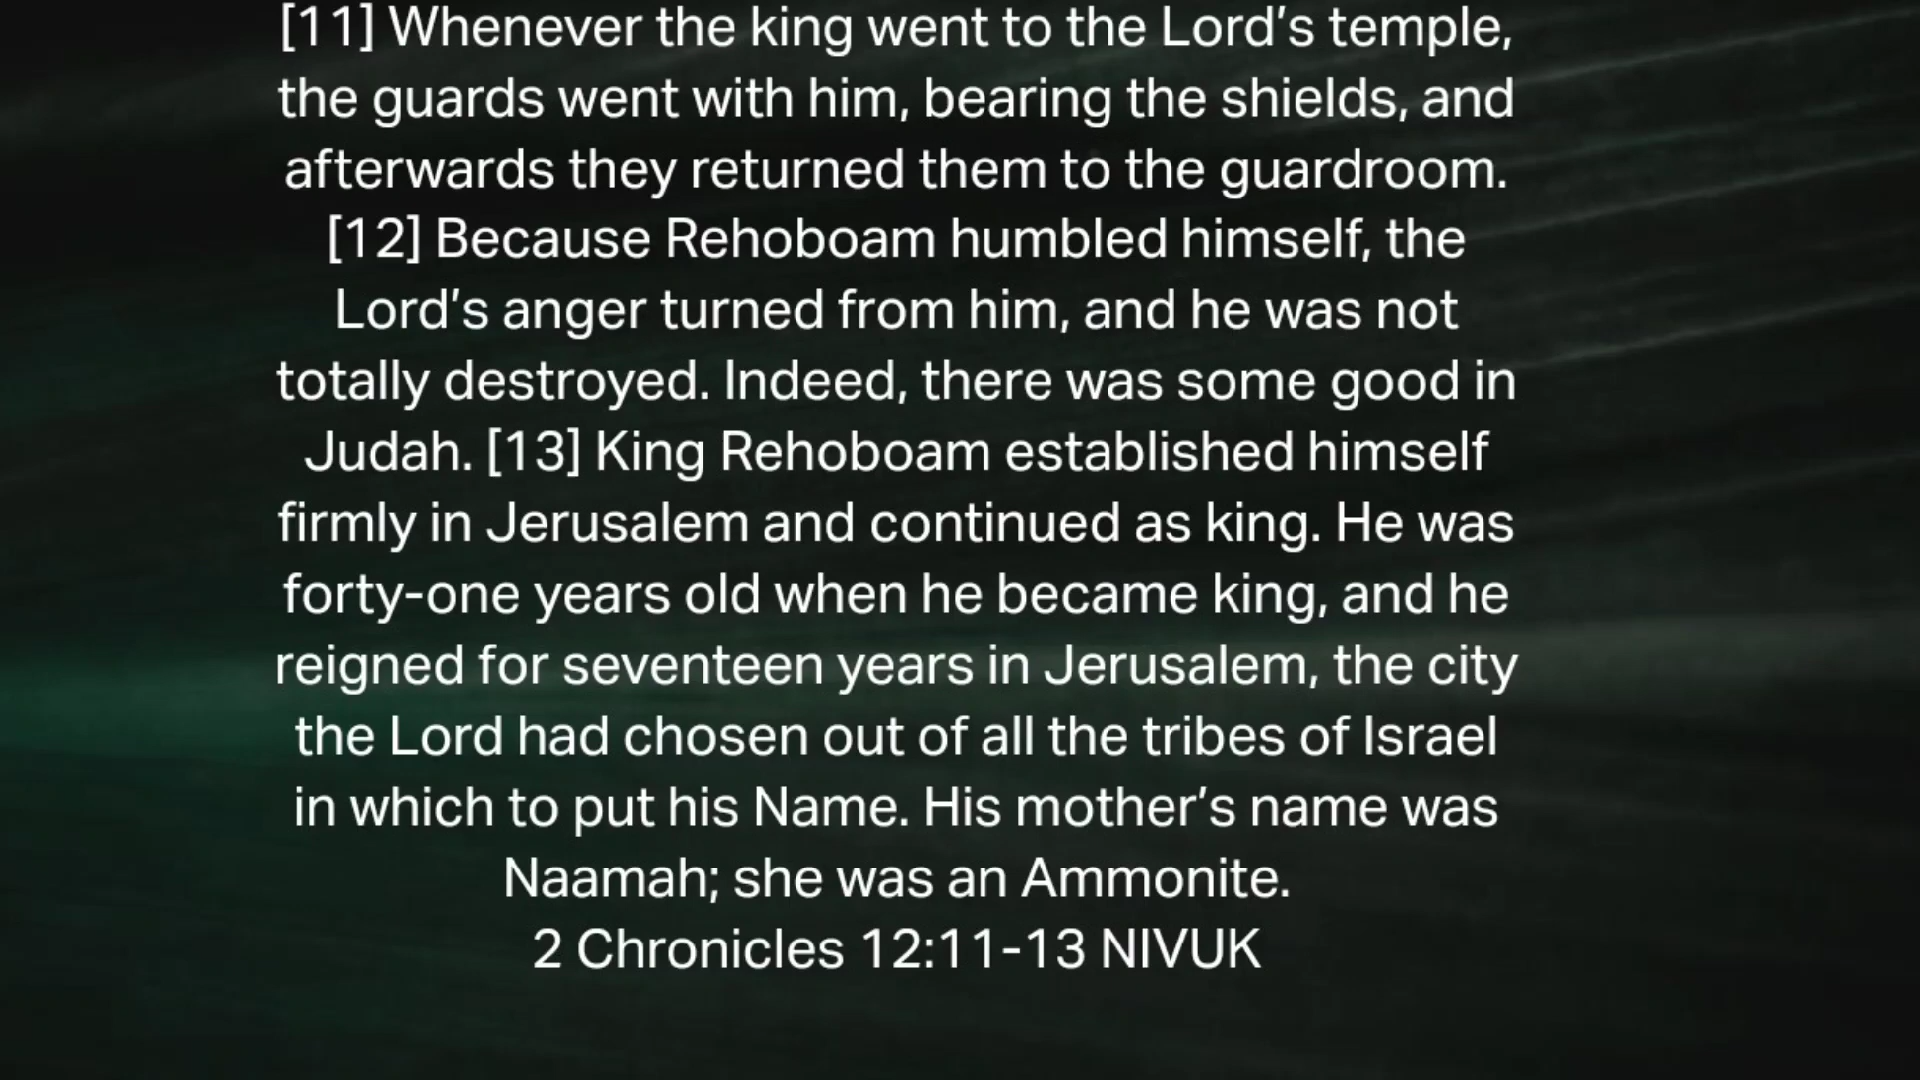 [11] Whenever the king went to the Lord’s temple,
the guards went with him, bearing the shields, and
afterwards they returned them to the guardroom.
[12] Because Rehoboam humbled himself, the
Lord’s anger turned from him, and he was not
totally destroyed. Indeed, there was some good in
Judah. [13] King Rehoboam established himself
firmly in Jerusalem and continued as king. He was
forty-one years old when he became king, and he
reigned for seventeen years in Jerusalem, the city
the Lord had chosen out of all the tribes of Israel
in which to put his Name. His mother’s name was
Naamah; she was an Ammonite.
2 Chronicles 12:11-13 NIVUK